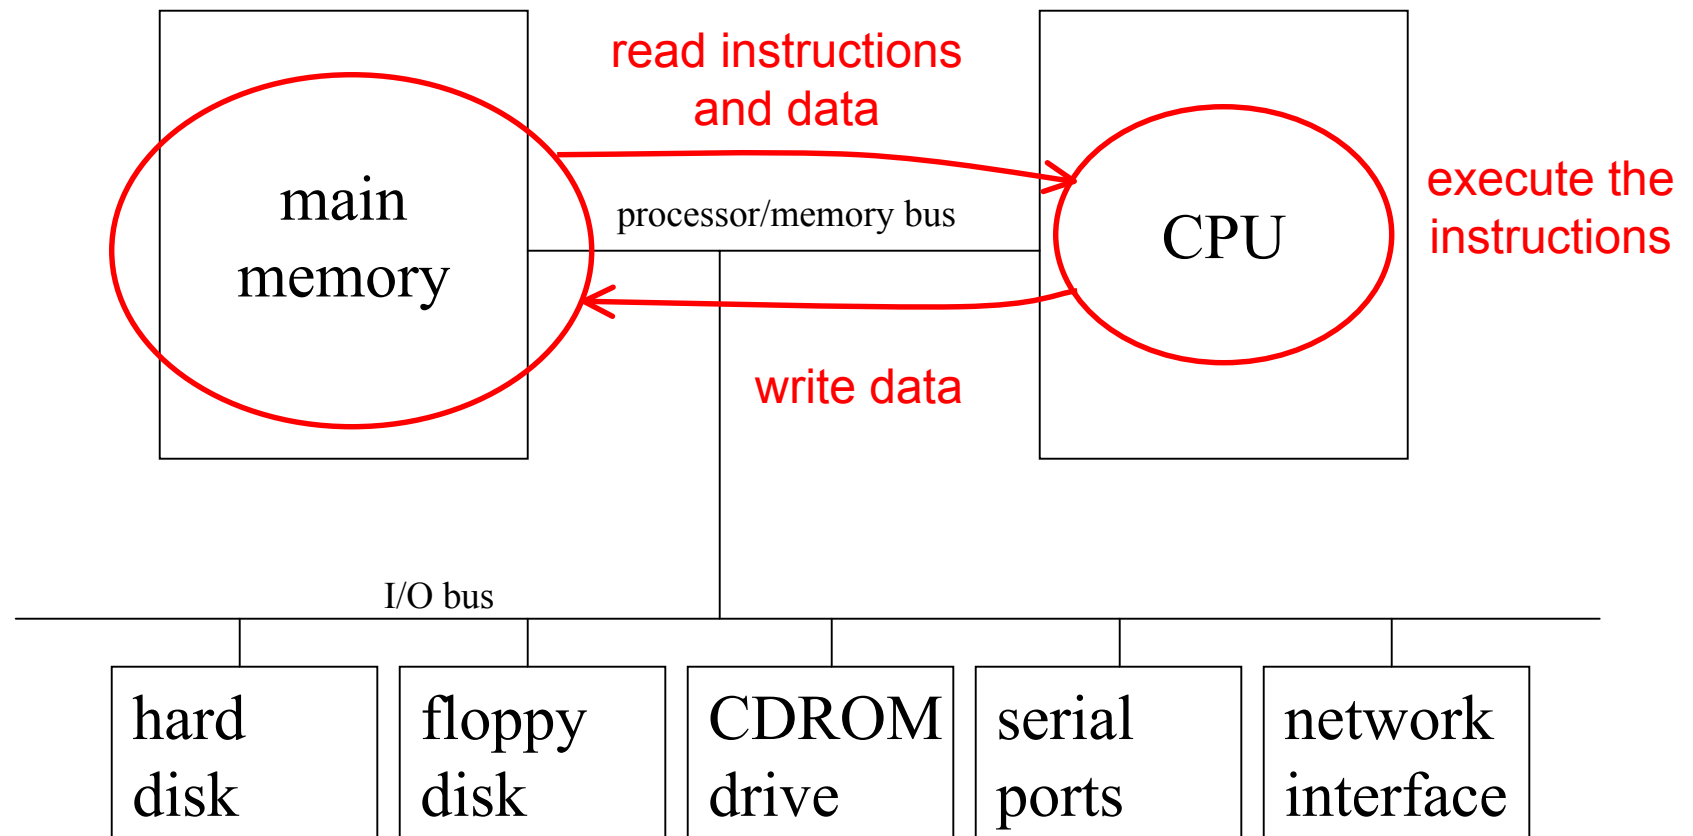 read instructions
and data
execute the
instructions
main
memory
processor/memory bus
CPU
write data
I/O bus
hard
disk
floppy
disk
CDROM
drive
serial
ports
network
interface